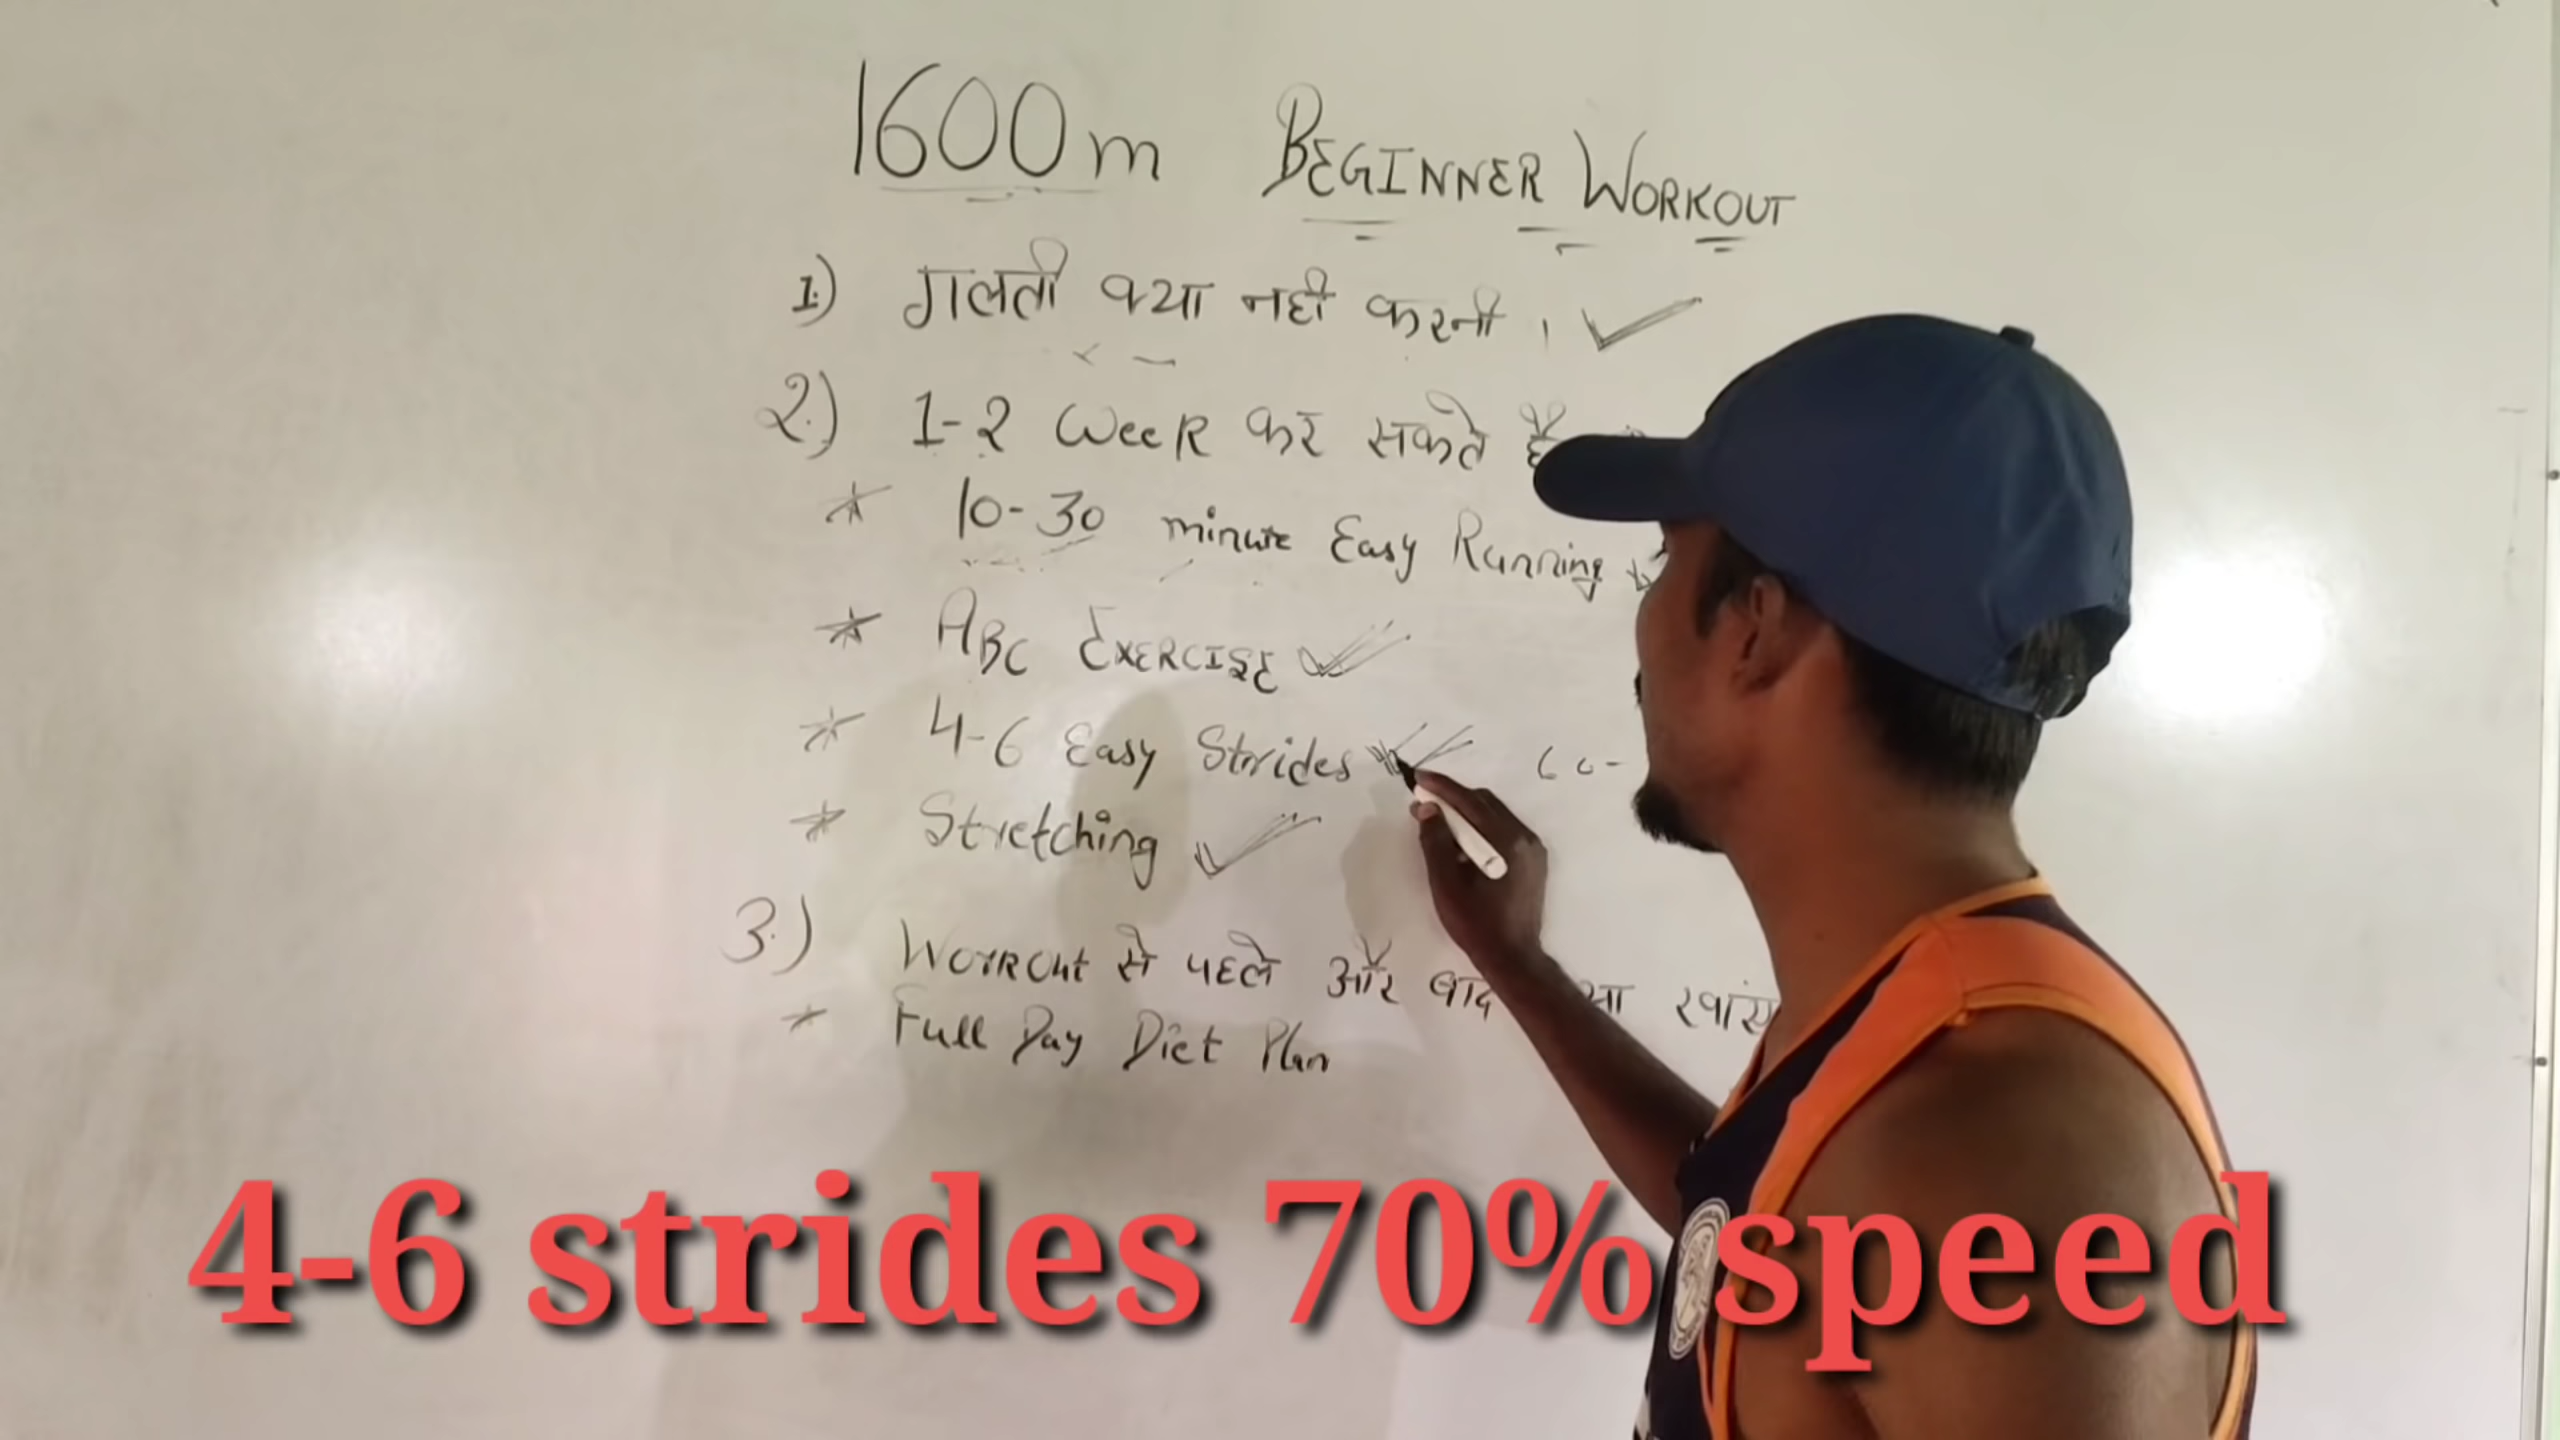 1600m BEGINNER WORKOUT
1.) गलती क्या नही करनी ।
2.) 1-2 Week कर सकते हैं
* 10-30 minute Easy Running
* ABC EXERCISE
* 4-6 Easy Strides
* Stretching
3.) Workout से पहले और बाद
* Full Day Diet Plan
4-6 strides 70% speed